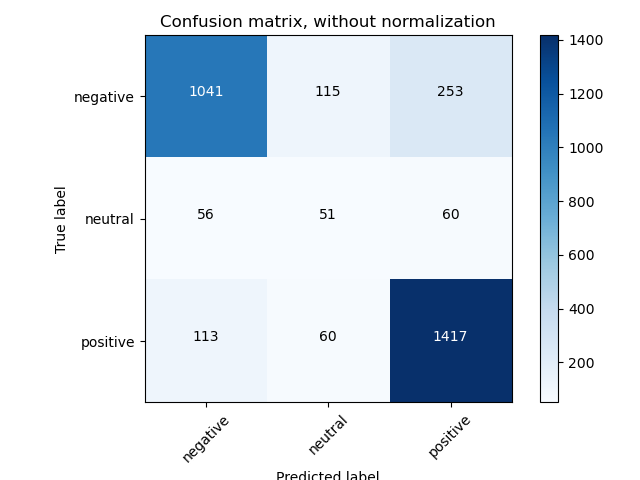 Confusion matrix, without normalization
negative 1041 115 253
neutral 56 51 60
positive 113 60 1417
True label
negative neutral positive
Predicted label
1400
1200
1000
800
600
400
200